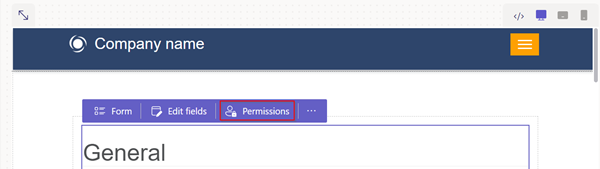 Company name
Form Edit fields Permissions ...
General